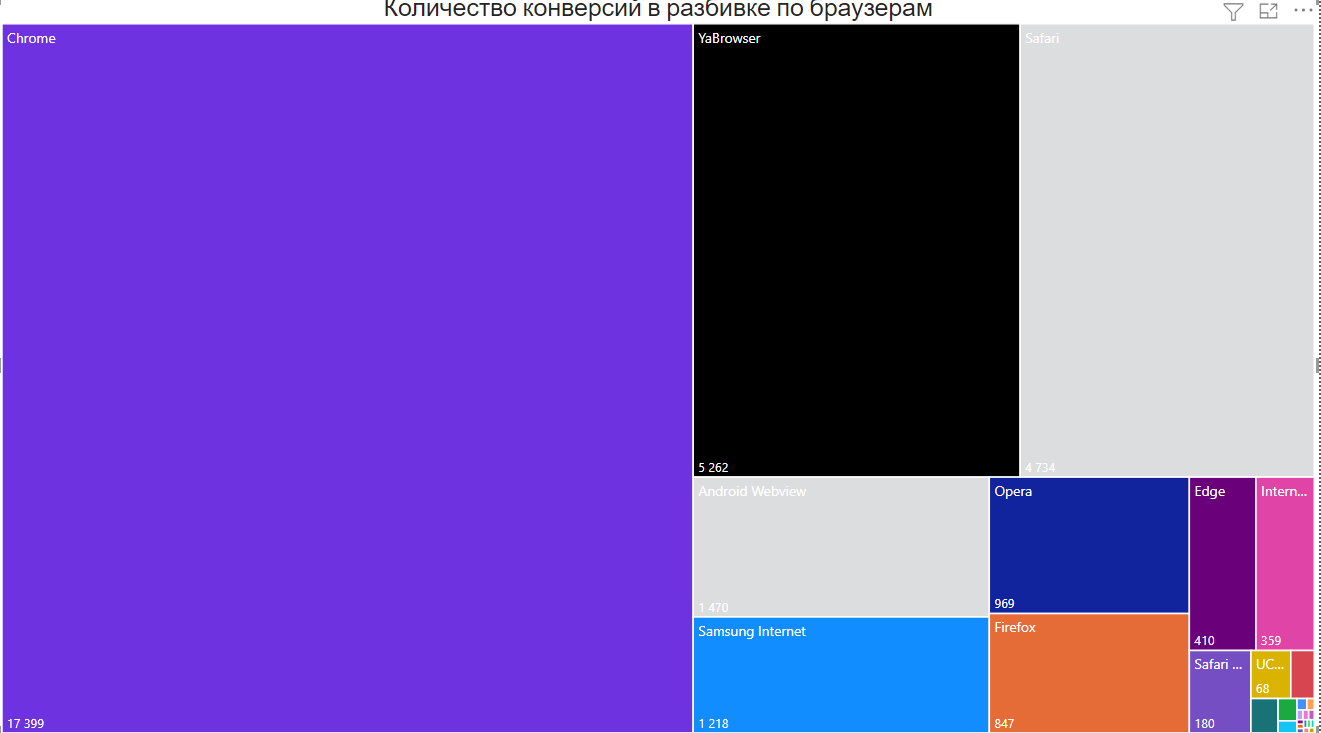 Количество конверсий в разбивке по браузерам
Chrome
17 399
YaBrowser
5 262
Safari
4 734
Android Webview
1 470
Samsung Internet
1 218
Opera
969
Firefox
847
Edge
410
Intern...
359
Safari ...
180
UC...
68